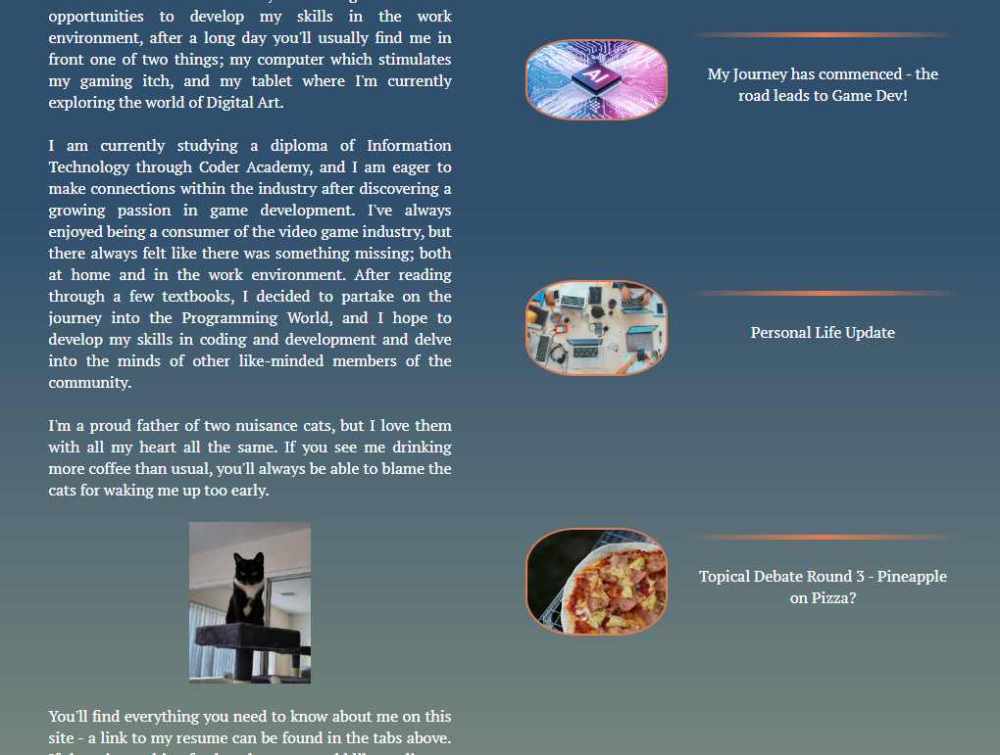 opportunities to develop my skills in the work
environment, after a long day you'll usually find me in
front one of two things; my computer which stimulates
my gaming itch, and my tablet where I'm currently
exploring the world of Digital Art.
I am currently studying a diploma of Information
Technology through Coder Academy, and I am eager to
make connections within the industry after discovering a
growing passion in game development. I've always
enjoyed being a consumer of the video game industry, but
there always felt like there was something missing; both
at home and in the work environment. After reading
through a few textbooks, I decided to partake on the
journey into the Programming World, and I hope to
develop my skills in coding and development and delve
into the minds of other like-minded members of the
community.
I'm a proud father of two nuisance cats, but I love them
with all my heart all the same. If you see me drinking
more coffee than usual, you'll always be able to blame the
cats for waking me up too early.
You'll find everything you need to know about me on this
site - a link to my resume can be found in the tabs above.
AI
My Journey has commenced - the
road leads to Game Dev!
Personal Life Update
Topical Debate Round 3 - Pineapple
on Pizza?